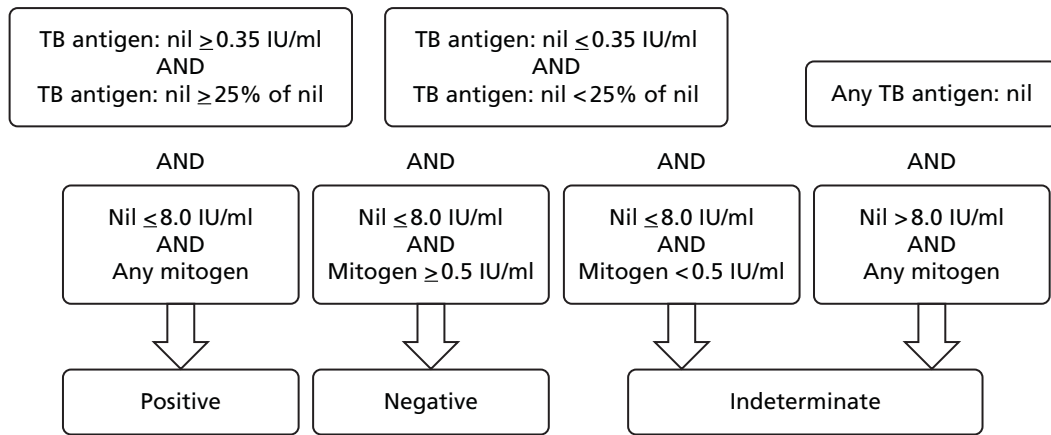 TB antigen: nil ≥0.35 IU/ml
AND
TB antigen: nil ≥25% of nil
TB antigen: nil ≤0.35 IU/ml
AND
TB antigen: nil <25% of nil
Any TB antigen: nil
AND
AND
AND
AND
Nil ≤8.0 IU/ml
AND
Any mitogen
Nil ≤8.0 IU/ml
AND
Mitogen ≥0.5 IU/ml
Nil ≤8.0 IU/ml
AND
Mitogen <0.5 IU/ml
Nil >8.0 IU/ml
AND
Any mitogen
Positive
Negative
Indeterminate